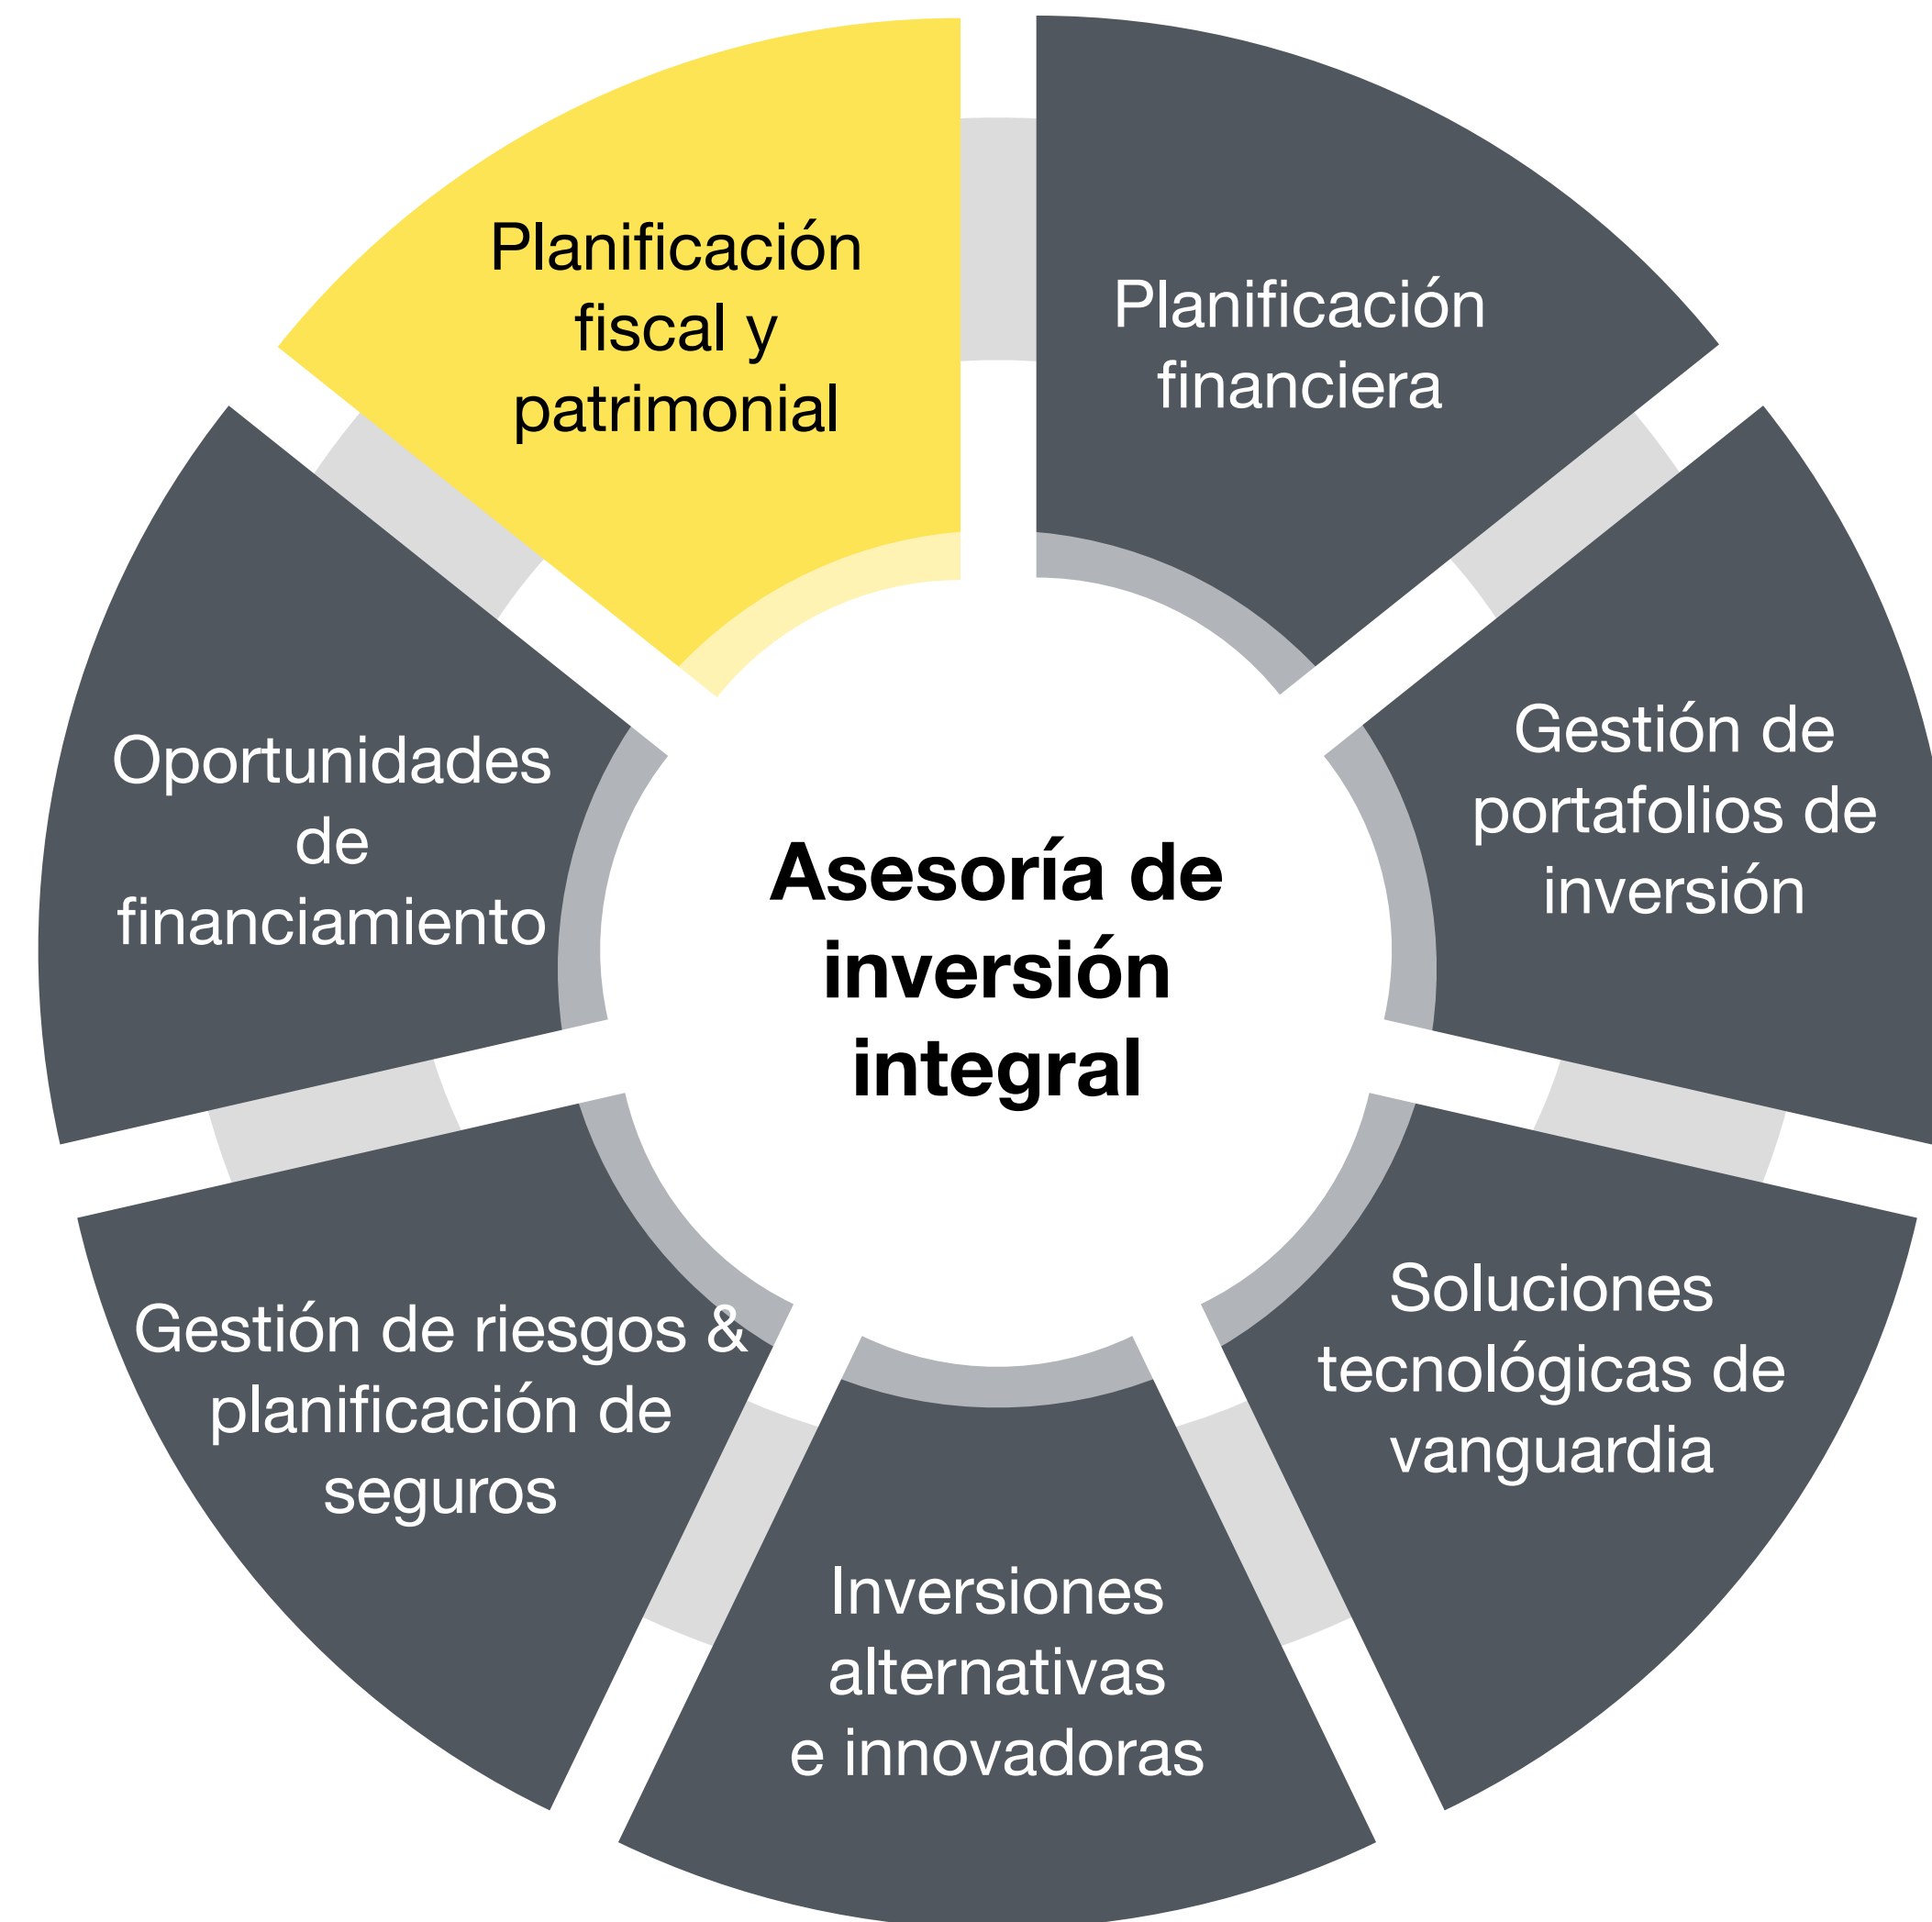 Planificación
fiscal y
patrimonial
Planificación
financiera
Gestión de
portafolios de
inversión
Soluciones
tecnológicas de
vanguardia
Inversiones
alternativas
e innovadoras
Gestión de riesgos &
planificación de
seguros
Oportunidades
de
financiamiento
Asesoría de
inversión
integral